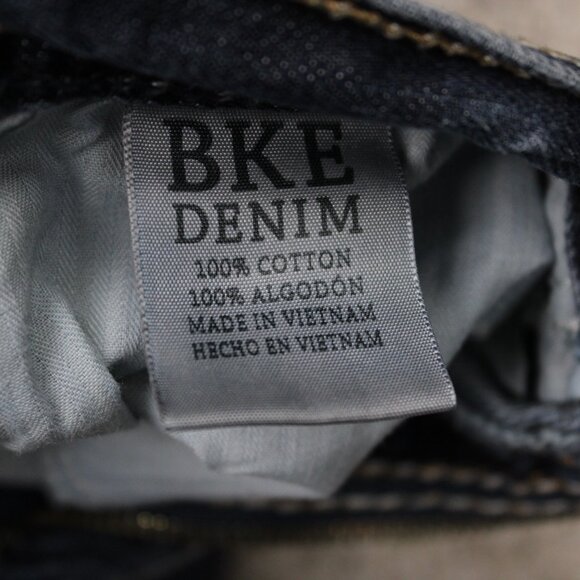 BKE
DENIM
100% COTTON
100% ALGODÓN
MADE IN VIETNAM
HECHO EN VIETNAM